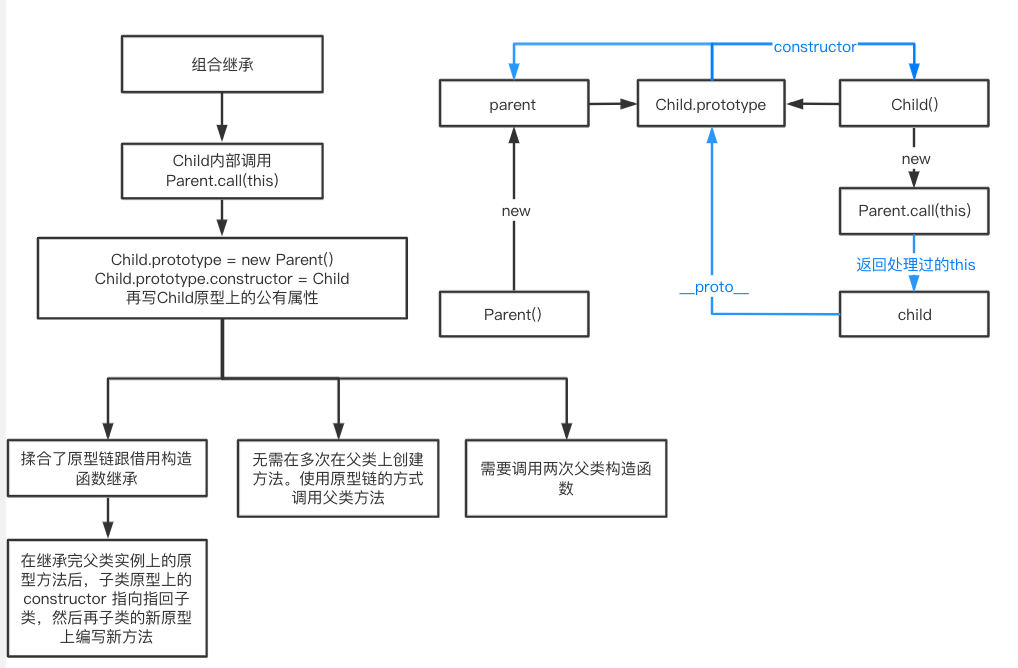 组合继承
Child内部调用
Parent.call(this)
Child.prototype = new Parent()
Child.prototype.constructor = Child
再写Child原型上的公有属性
揉合了原型链跟借用构造
函数继承
无需在多次在父类上创建
方法。使用原型链的方式
调用父类方法
需要调用两次父类构造函
数
在继承完父类实例上的原
型方法后，子类原型上的
constructor 指向指回子
类，然后再子类的新原型
上编写新方法
constructor
parent
Child.prototype
Child()
new
new
Parent.call(this)
返回处理过的this
__proto__
Parent()
child